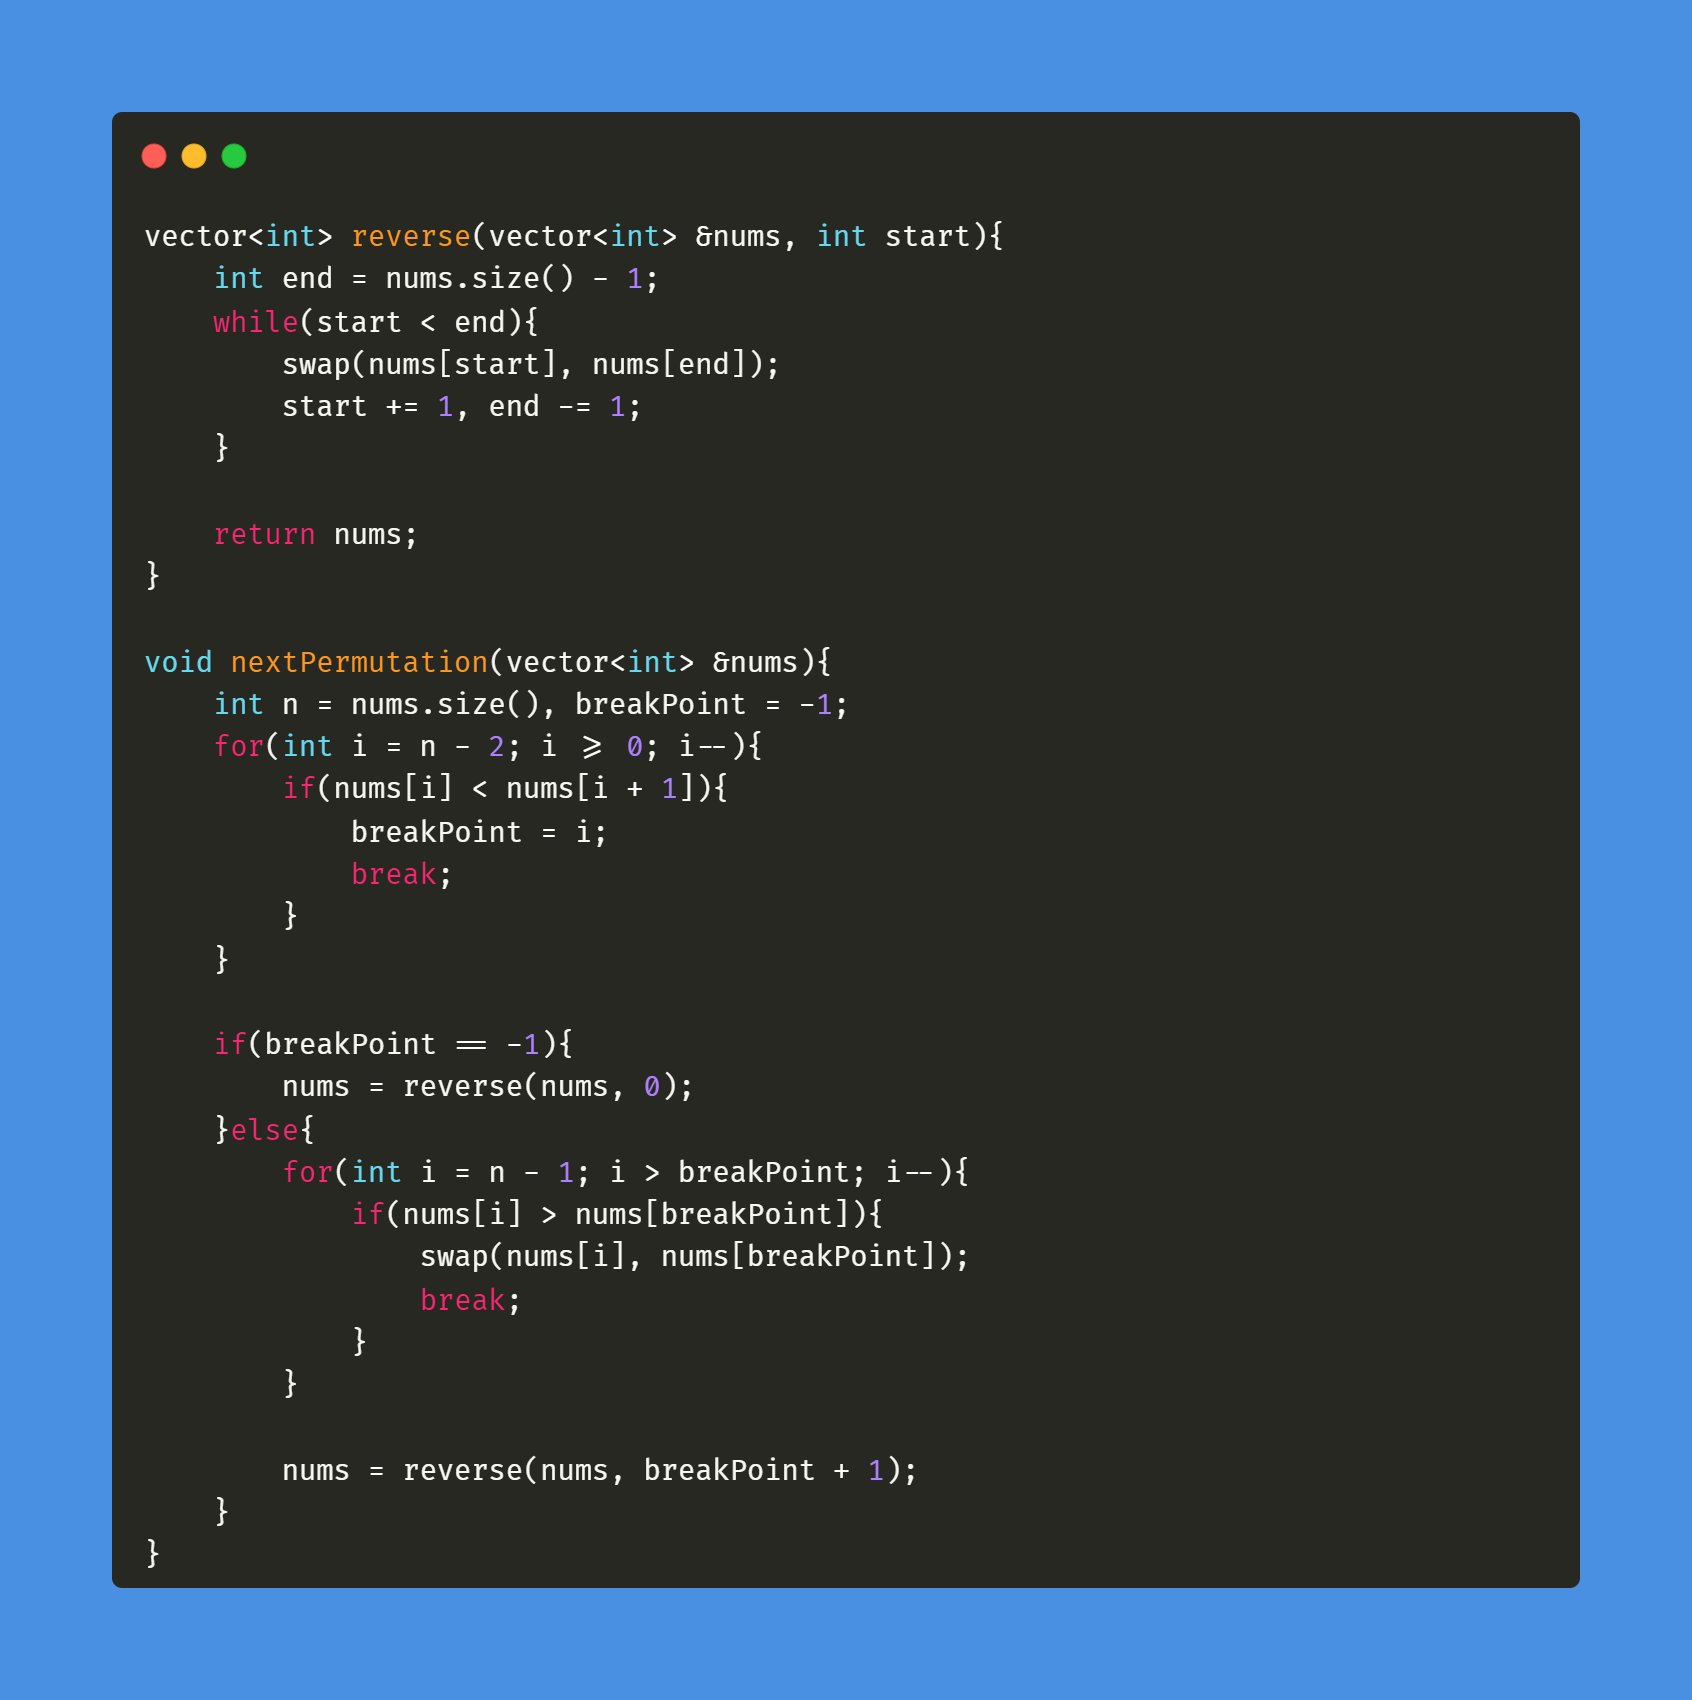 vector<int> reverse(vector<int> &nums, int start){
    int end = nums.size() - 1;
    while(start < end){
        swap(nums[start], nums[end]);
        start += 1, end -= 1;
    }

    return nums;
}

void nextPermutation(vector<int> &nums){
    int n = nums.size(), breakPoint = -1;
    for(int i = n - 2; i >= 0; i--){
        if(nums[i] < nums[i + 1]){
            breakPoint = i;
            break;
        }
    }

    if(breakPoint == -1){
        nums = reverse(nums, 0);
    }else{
        for(int i = n - 1; i > breakPoint; i--){
            if(nums[i] > nums[breakPoint]){
                swap(nums[i], nums[breakPoint]);
                break;
            }
        }

        nums = reverse(nums, breakPoint + 1);
    }
}